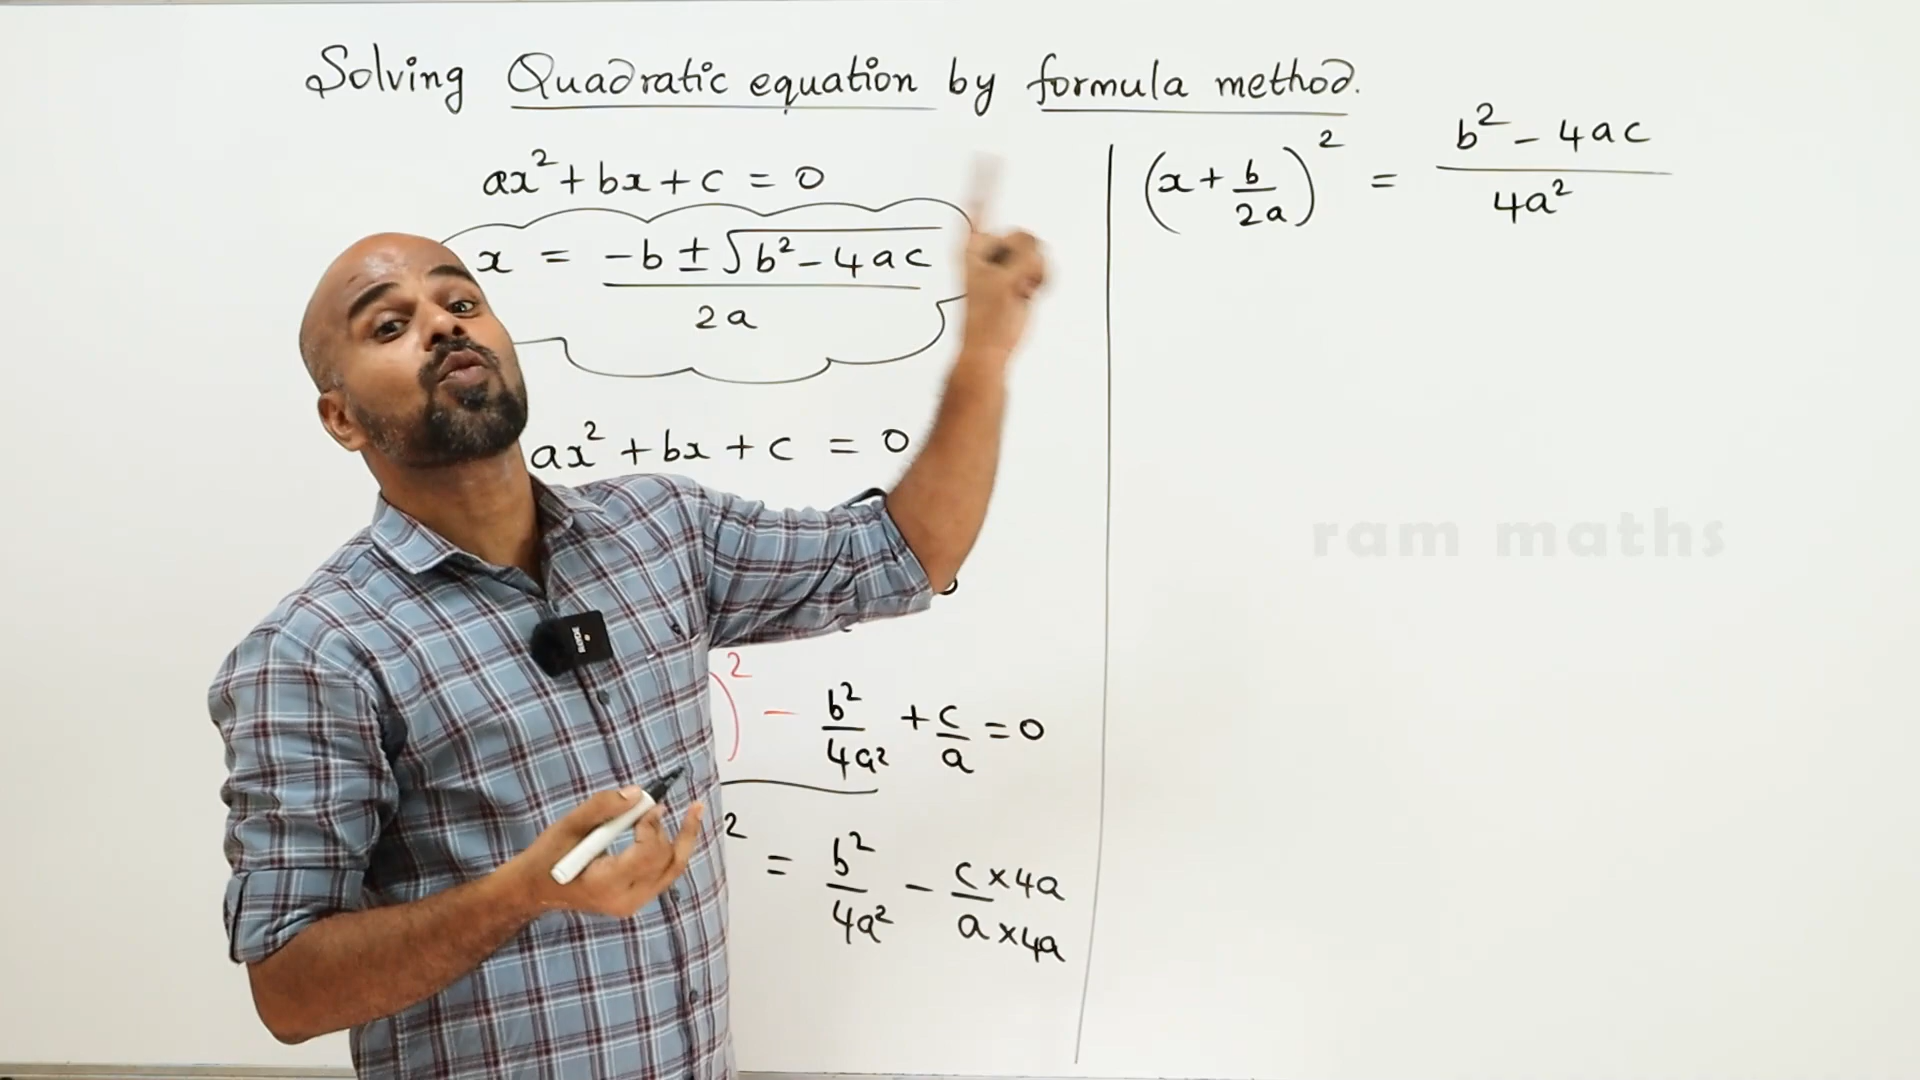 Solving Quadratic equation by formula method.
ax² + bx + c = 0
x = (-b ± √(b² - 4ac)) / 2a
ax² + bx + c = 0
)² - b²/4a² + c/a = 0
² = b²/4a² - c×4a/a×4a
(x + b/2a)² = (b² - 4ac) / 4a²
ram maths